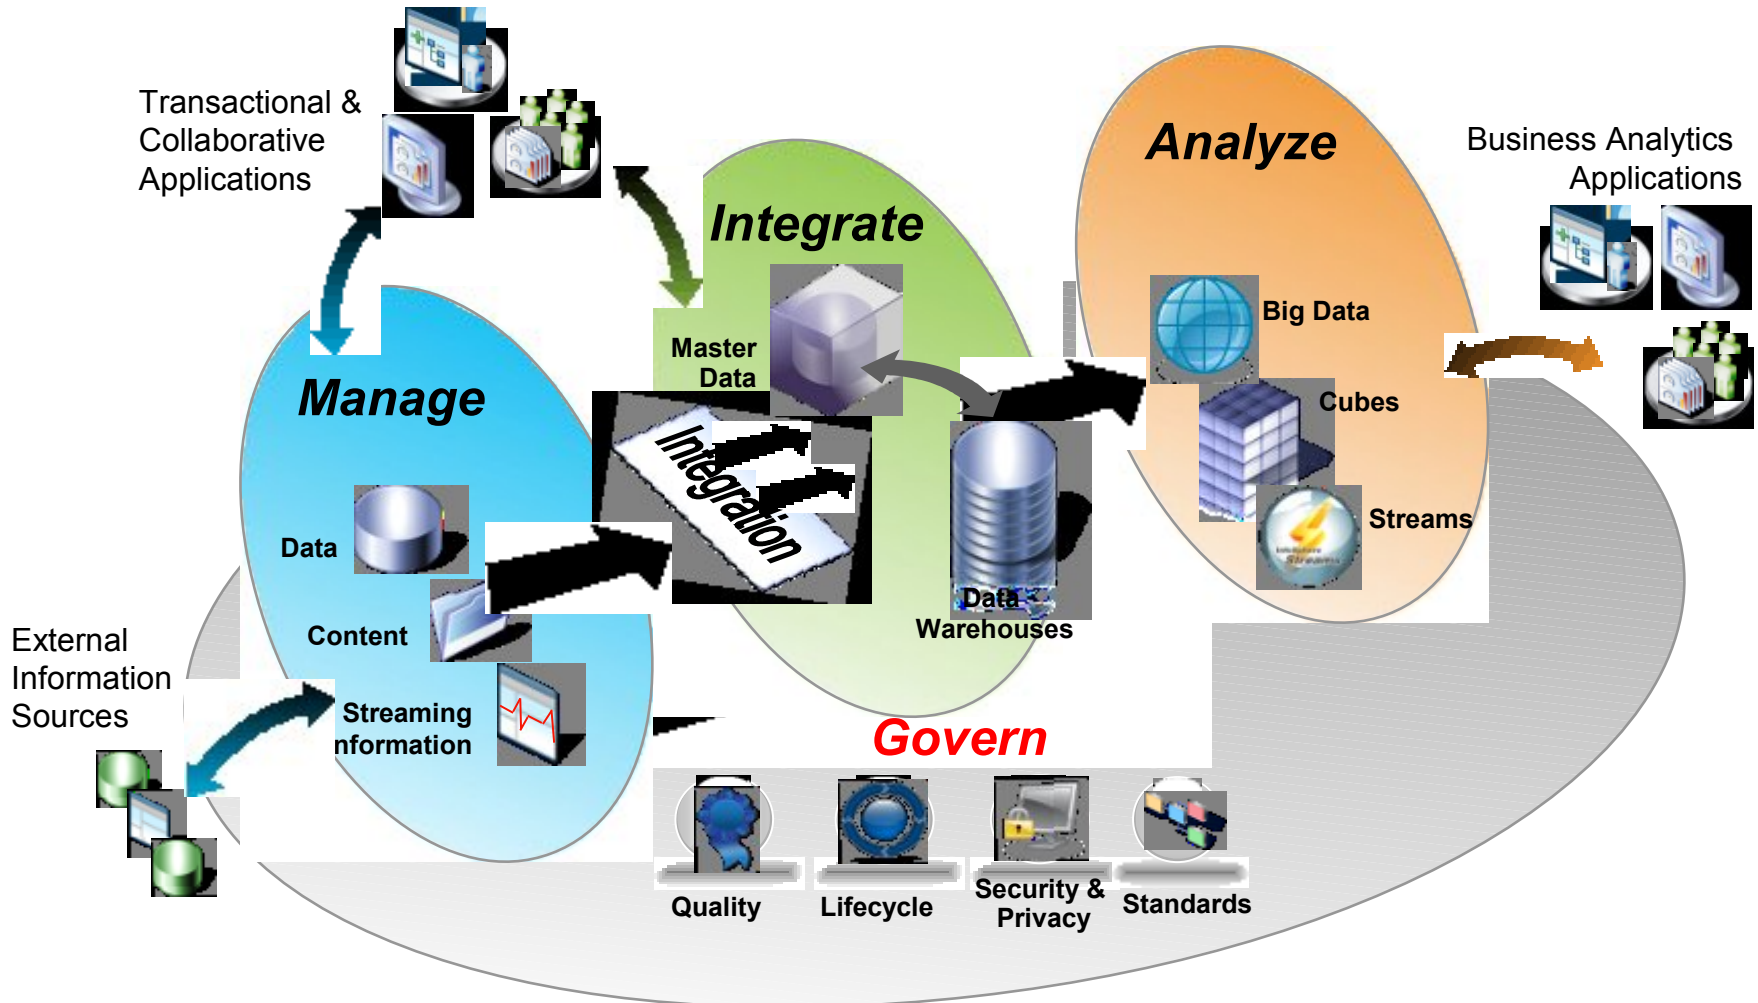 Transactional &
Collaborative
Applications
Analyze
Business Analytics
Applications
Integrate
Big Data
Master
Data
Manage
Cubes
Integration
Streams
Data
Data
Warehouses
Content
External
Information
Sources
Streaming
Information
Govern
Quality
Lifecycle
Security &
Privacy
Standards